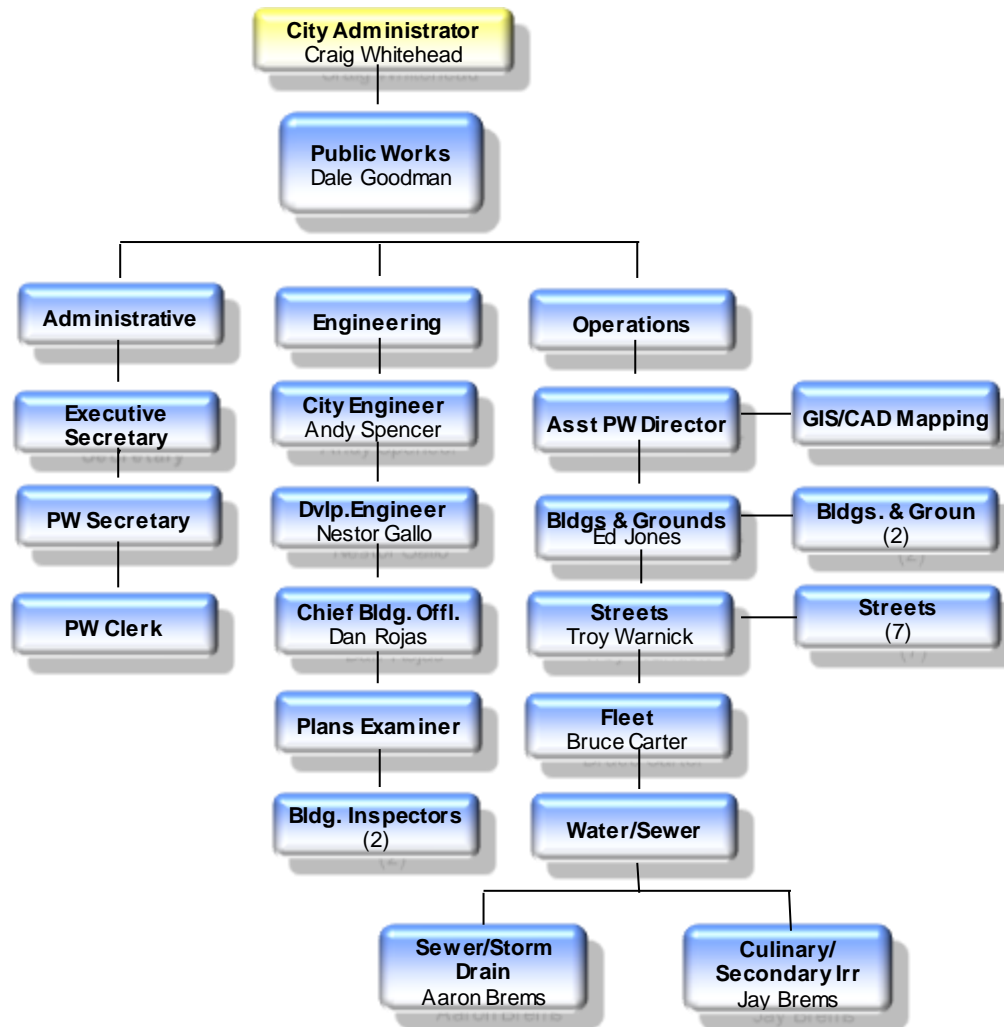 City Administrator
Craig Whitehead
Public Works
Dale Goodman
Administrative
Engineering
Operations
Executive
Secretary
City Engineer
Andy Spencer
Asst PW Director
GIS/CAD Mapping
PW Secretary
Dvlp.Engineer
Nestor Gallo
Bldgs & Grounds
Ed Jones
Bldgs. & Groun
(2)
PW Clerk
Chief Bldg. Offl.
Dan Rojas
Streets
Troy Warnick
Streets
(7)
Plans Examiner
Fleet
Bruce Carter
Bldg. Inspectors
(2)
Water/Sewer
Sewer/Storm
Drain
Aaron Brems
Culinary/
Secondary Irr
Jay Brems